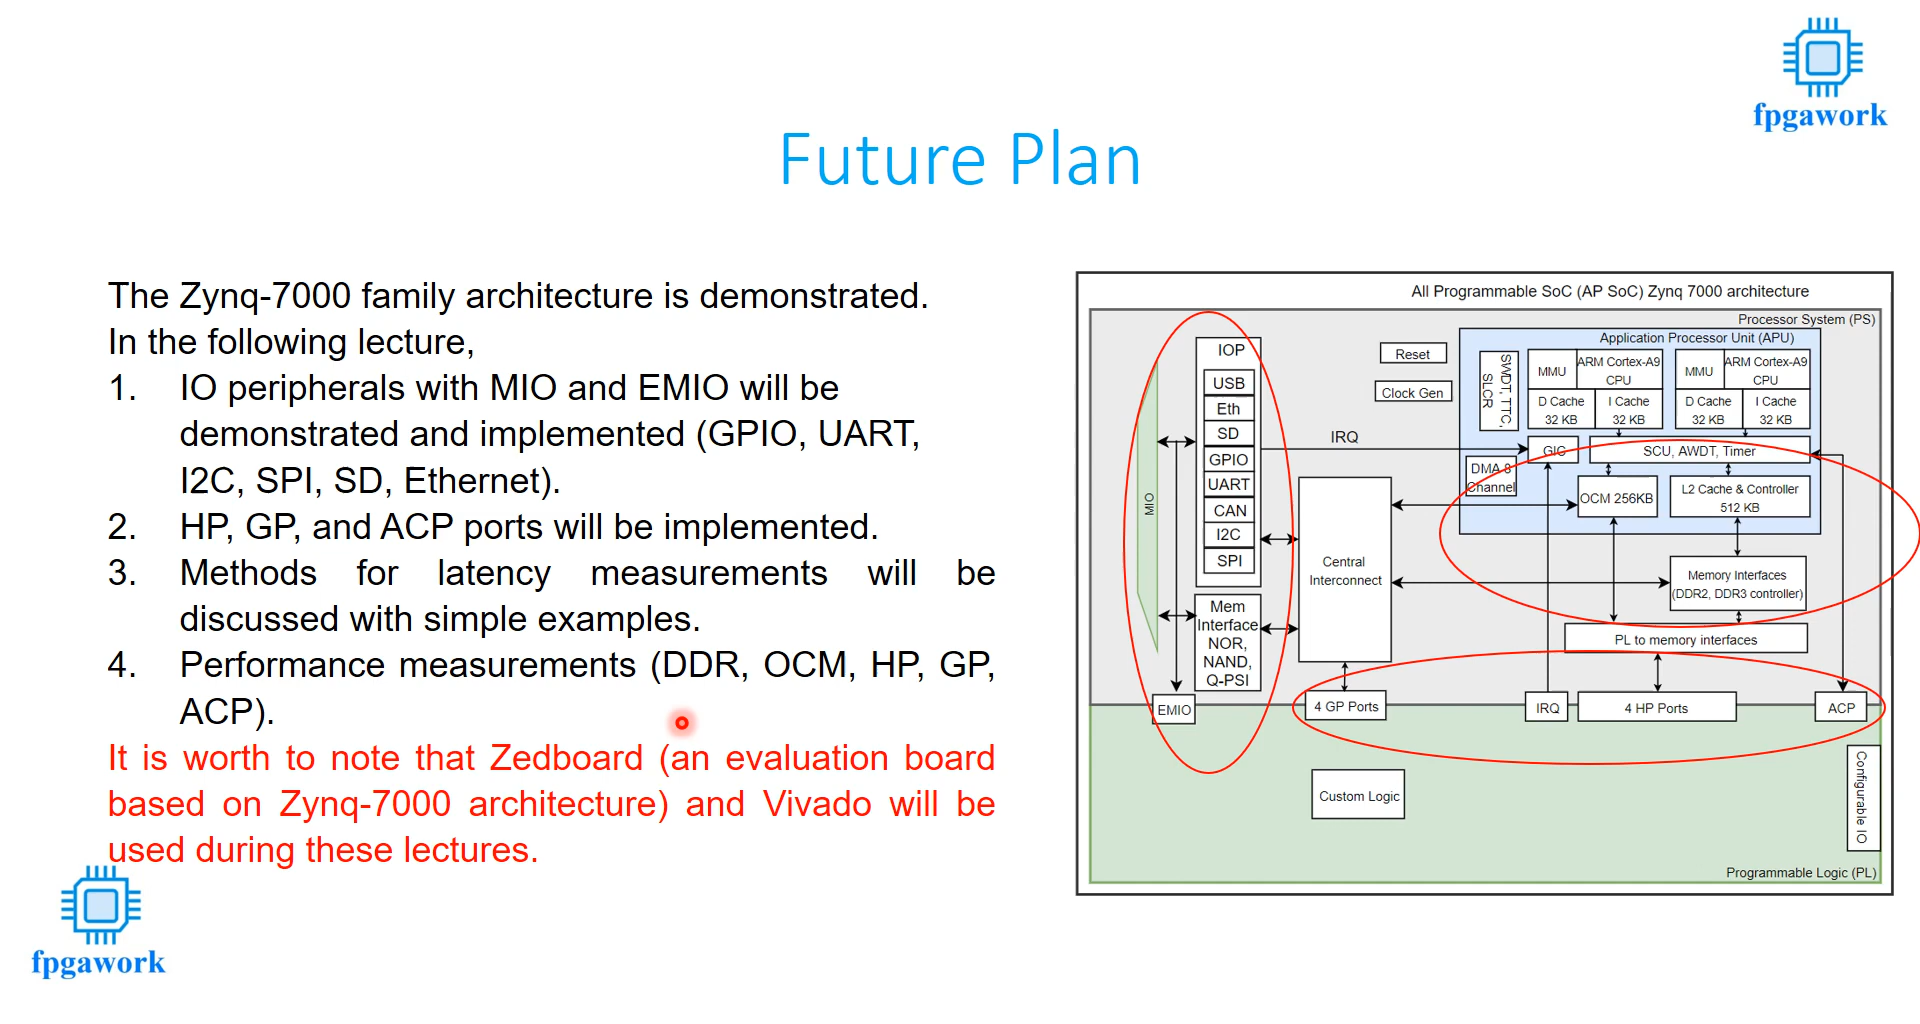 fpgawork
Future Plan
The Zynq-7000 family architecture is demonstrated.
In the following lecture,
1. IO peripherals with MIO and EMIO will be
demonstrated and implemented (GPIO, UART,
I2C, SPI, SD, Ethernet).
2. HP, GP, and ACP ports will be implemented.
3. Methods for latency measurements will be
discussed with simple examples.
4. Performance measurements (DDR, OCM, HP, GP,
ACP).
It is worth to note that Zedboard (an evaluation board
based on Zynq-7000 architecture) and Vivado will be
used during these lectures.
fpgawork
All Programmable SoC (AP SoC) Zynq 7000 architecture
Processor System (PS)
Application Processor Unit (APU)
MIO
IOP
USB
Eth
SD
GPIO
UART
CAN
I2C
SPI
Mem
Interface
NOR,
NAND,
Q-PSI
EMIO
Reset
Clock Gen
IRQ
Central
Interconnect
SWDT, TTC,
SLCR
MMU
ARM Cortex-A9
CPU
D Cache
32 KB
I Cache
32 KB
MMU
ARM Cortex-A9
CPU
D Cache
32 KB
I Cache
32 KB
GIC
SCU, AWDT, Timer
DMA 8
Channel
OCM 256KB
L2 Cache & Controller
512 KB
Memory Interfaces
(DDR2, DDR3 controller)
PL to memory interfaces
4 GP Ports
IRQ
4 HP Ports
ACP
Custom Logic
Configurable IO
Programmable Logic (PL)